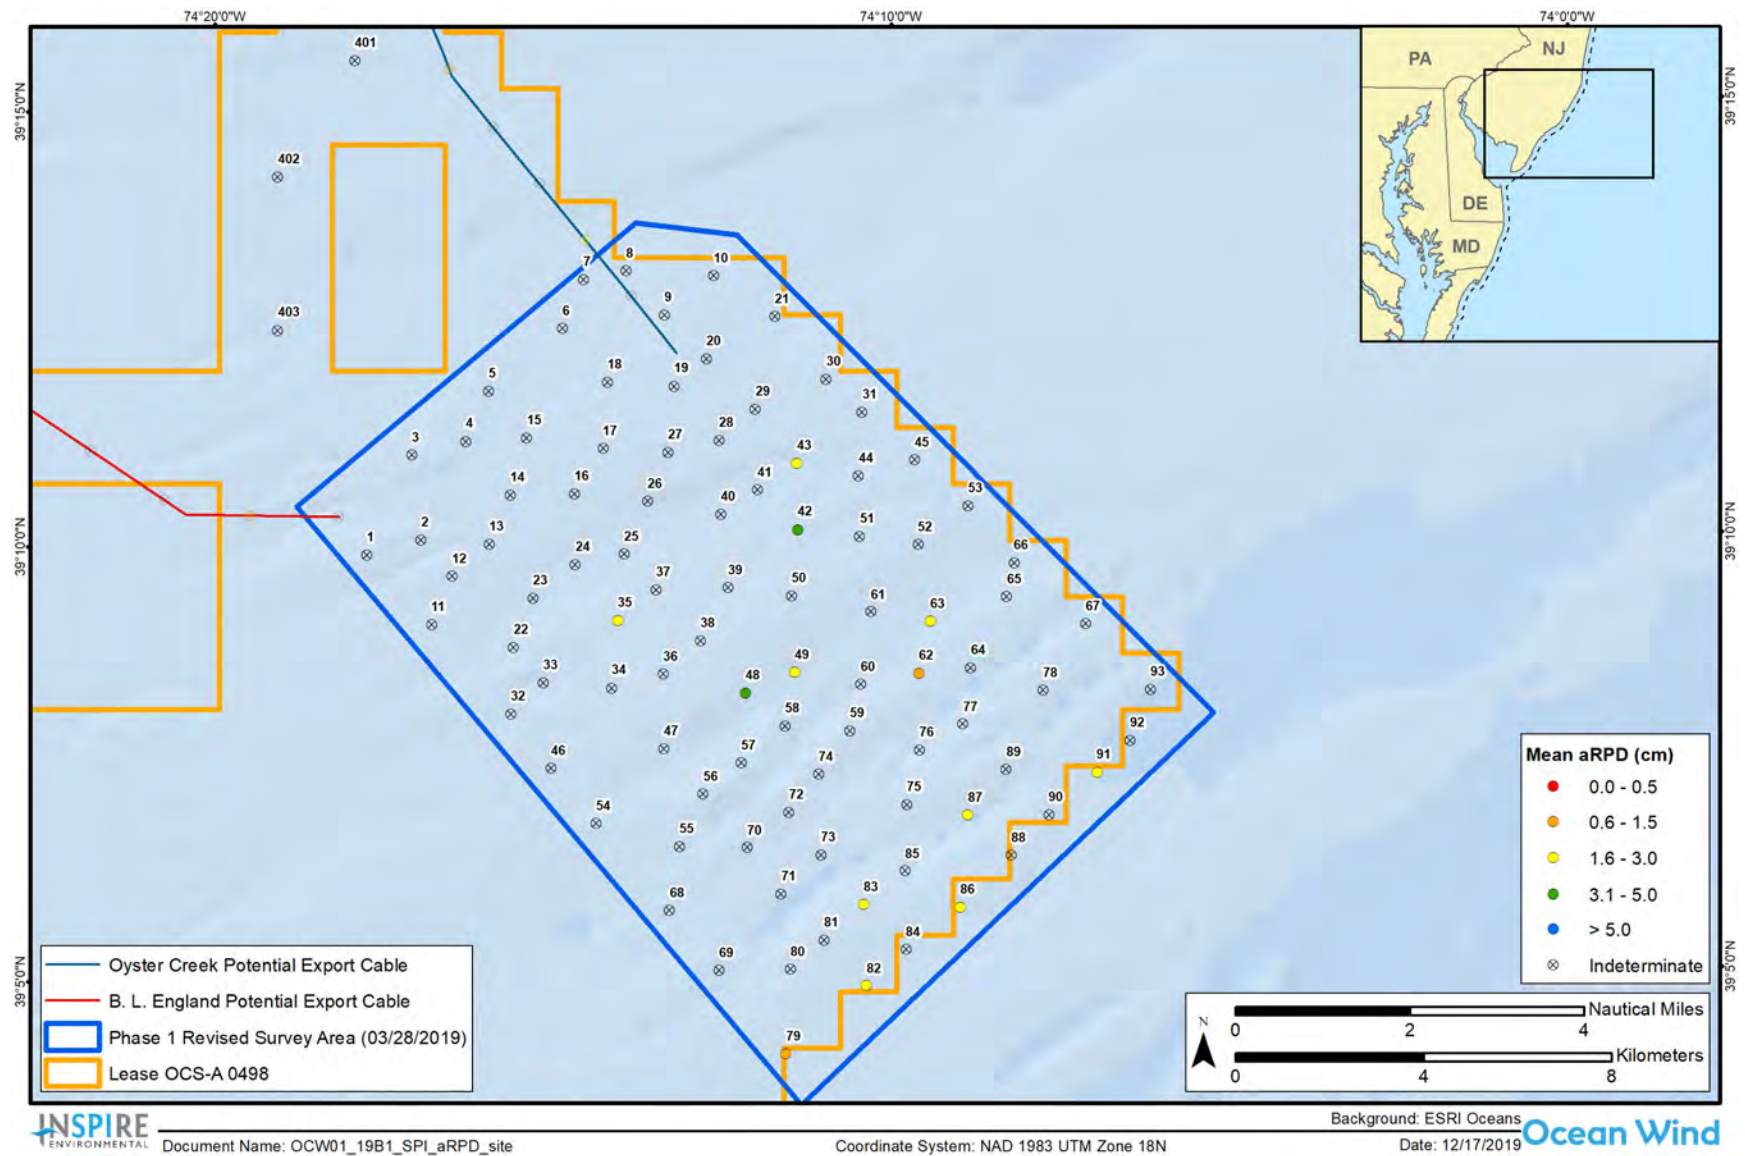 74°20'0"W
74°10'0"W
74°0'0"W
39°15'0"N
39°15'0"N
39°10'0"N
39°10'0"N
39°5'0"N
39°5'0"N
PA
NJ
DE
MD
401
402
403
7
8
10
9
21
6
20
18
19
30
5
29
31
4
15
28
3
17
27
43
45
44
14
16
41
26
40
53
42
2
51
52
1
13
25
66
12
24
39
50
65
23
37
35
61
63
67
11
38
22
64
36
49
60
62
33
34
48
78
93
32
58
59
77
47
57
76
92
46
74
89
91
56
75
54
72
87
90
55
70
73
88
85
71
83
86
68
81
84
69
80
82
79
Mean aRPD (cm)
0.0 - 0.5
0.6 - 1.5
1.6 - 3.0
3.1 - 5.0
> 5.0
Indeterminate
Oyster Creek Potential Export Cable
B. L. England Potential Export Cable
Phase 1 Revised Survey Area (03/28/2019)
Lease OCS-A 0498
N
Nautical Miles
0 2 4
Kilometers
0 4 8
INSPIRE
ENVIRONMENTAL
Document Name: OCW01_19B1_SPI_aRPD_site
Coordinate System: NAD 1983 UTM Zone 18N
Background: ESRI Oceans
Date: 12/17/2019
Ocean Wind